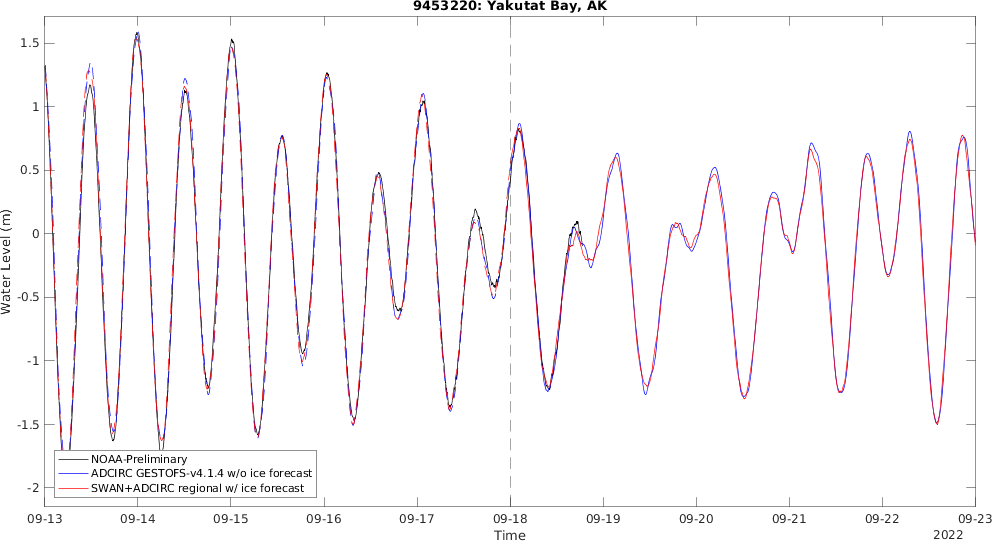 9453220: Yakutat Bay, AK
Water Level (m)
1.5
1
0.5
0
-0.5
-1
-1.5
-2
NOAA-Preliminary
ADCIRC GESTOFS-v4.1.4 w/o ice forecast
SWAN+ADCIRC regional w/ ice forecast
09-13 09-14 09-15 09-16 09-17 09-18 09-19 09-20 09-21 09-22 09-23
Time
2022